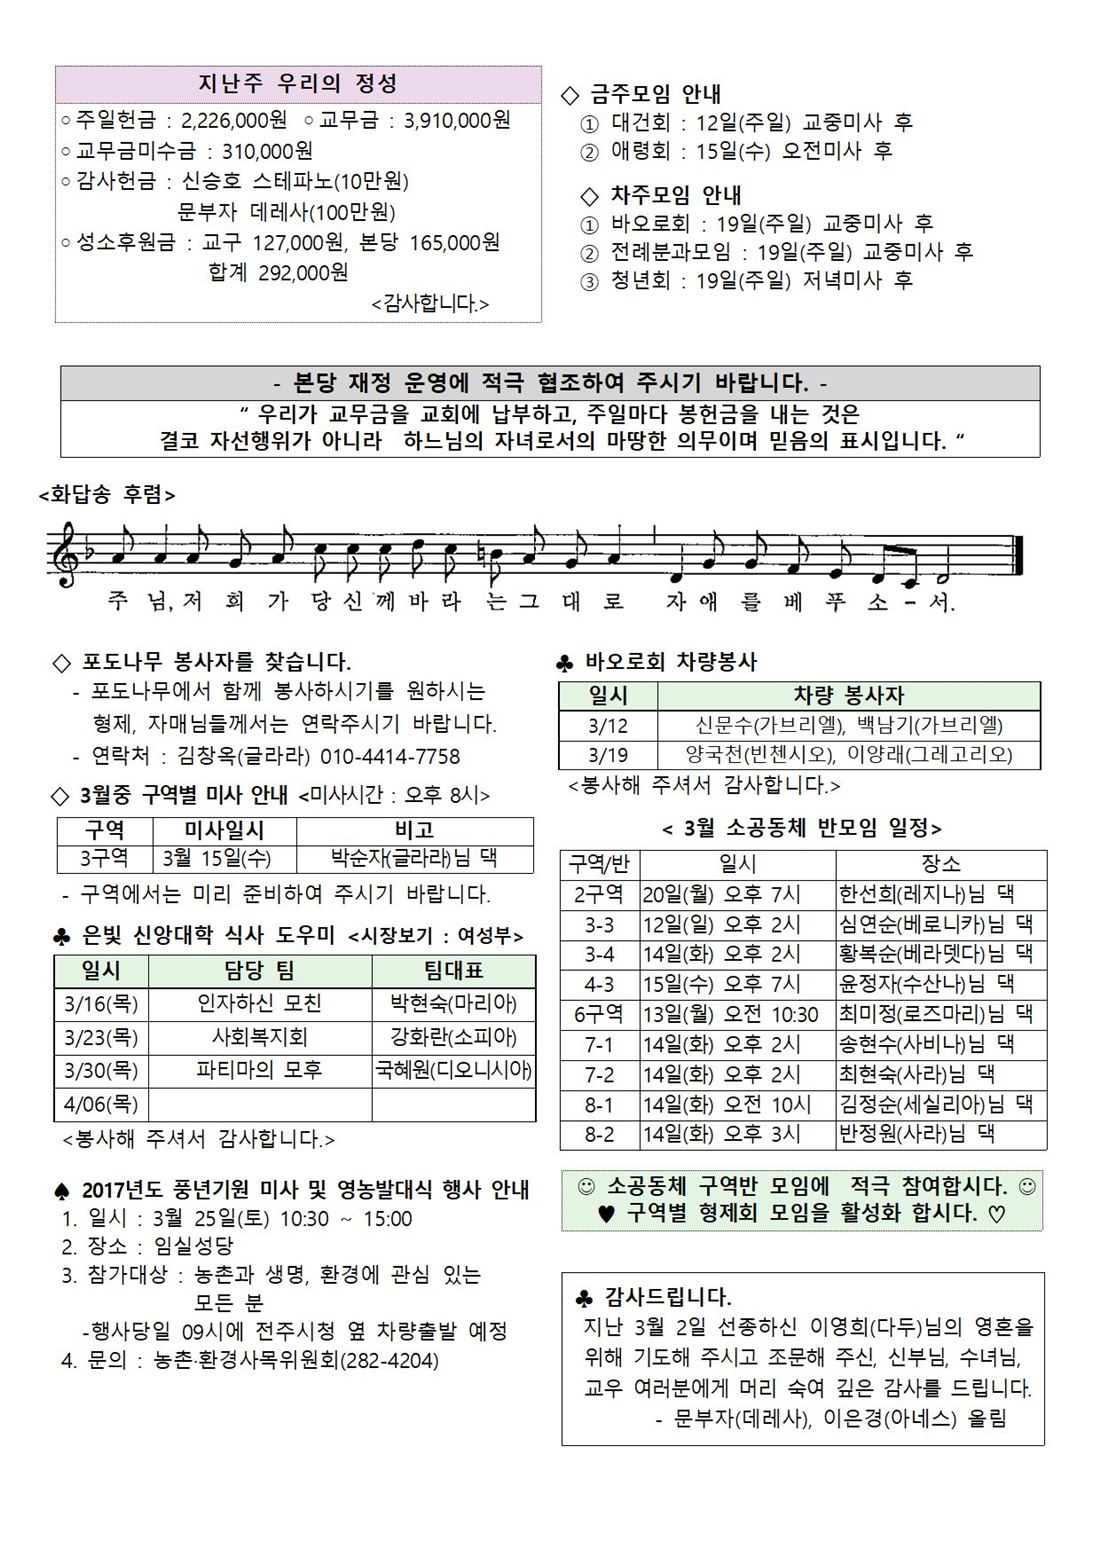 지난주 우리의 정성
○ 주일헌금 : 2,226,000원 ○ 교무금 : 3,910,000원
○ 교무금미수금 : 310,000원
○ 감사헌금 : 신승호 스테파노(10만원)
문부자 데레사(100만원)
○ 성소후원금 : 교구 127,000원, 본당 165,000원
합계 292,000원
<감사합니다.>
◇ 금주모임 안내
① 대건회 : 12일(주일) 교중미사 후
② 애령회 : 15일(수) 오전미사 후
◇ 차주모임 안내
① 바오로회 : 19일(주일) 교중미사 후
② 전례분과모임 : 19일(주일) 교중미사 후
③ 청년회 : 19일(주일) 저녁미사 후
- 본당 재정 운영에 적극 협조하여 주시기 바랍니다. -
“ 우리가 교무금을 교회에 납부하고, 주일마다 봉헌금을 내는 것은
결코 자선행위가 아니라 하느님의 자녀로서의 마땅한 의무이며 믿음의 표시입니다. “
<화답송 후렴>
주 님, 저 희 가 당 신 께 바 라 는 그 대 로 자 애 를 베 푸 소 - 서.
◇ 포도나무 봉사자를 찾습니다.
- 포도나무에서 함께 봉사하시기를 원하시는
형제, 자매님들께서는 연락주시기 바랍니다.
- 연락처 : 김창옥(글라라) 010-4414-7758
◇ 3월중 구역별 미사 안내 <미사시간 : 오후 8시>
구역 미사일시 비고
3구역 3월 15일(수) 박순자(글라라)님 댁
- 구역에서는 미리 준비하여 주시기 바랍니다.
♣ 은빛 신앙대학 식사 도우미 <시장보기 : 여성부>
일시 담당 팀 팀대표
3/16(목) 인자하신 모친 박현숙(마리아)
3/23(목) 사회복지회 강화란(소피아)
3/30(목) 파티마의 모후 국혜원(디오니시아)
4/06(목)
<봉사해 주셔서 감사합니다.>
♠ 2017년도 풍년기원 미사 및 영농발대식 행사 안내
1. 일시 : 3월 25일(토) 10:30 ~ 15:00
2. 장소 : 임실성당
3. 참가대상 : 농촌과 생명, 환경에 관심 있는
모든 분
-행사당일 09시에 전주시청 옆 차량출발 예정
4. 문의 : 농촌·환경사목위원회(282-4204)
♣ 바오로회 차량봉사
일시 차량 봉사자
3/12 신문수(가브리엘), 백남기(가브리엘)
3/19 양국천(빈첸시오), 이양래(그레고리오)
<봉사해 주셔서 감사합니다.>
< 3월 소공동체 반모임 일정>
구역/반 일시 장소
2구역 20일(월) 오후 7시 한선희(레지나)님 댁
3-3 12일(일) 오후 2시 심연순(베로니카)님 댁
3-4 14일(화) 오후 2시 황복순(베라뎃다)님 댁
4-3 15일(수) 오후 7시 윤정자(수산나)님 댁
6구역 13일(월) 오전 10:30 최미정(로즈마리)님 댁
7-1 14일(화) 오후 2시 송현수(사비나)님 댁
7-2 14일(화) 오후 2시 최현숙(사라)님 댁
8-1 14일(화) 오전 10시 김정순(세실리아)님 댁
8-2 14일(화) 오후 3시 반정원(사라)님 댁
☺ 소공동체 구역반 모임에 적극 참여합시다. ☺
♥ 구역별 형제회 모임을 활성화 합시다. ♡
♣ 감사드립니다.
지난 3월 2일 선종하신 이영희(다두)님의 영혼을
위해 기도해 주시고 조문해 주신, 신부님, 수녀님,
교우 여러분에게 머리 숙여 깊은 감사를 드립니다.
- 문부자(데레사), 이은경(아네스) 올림